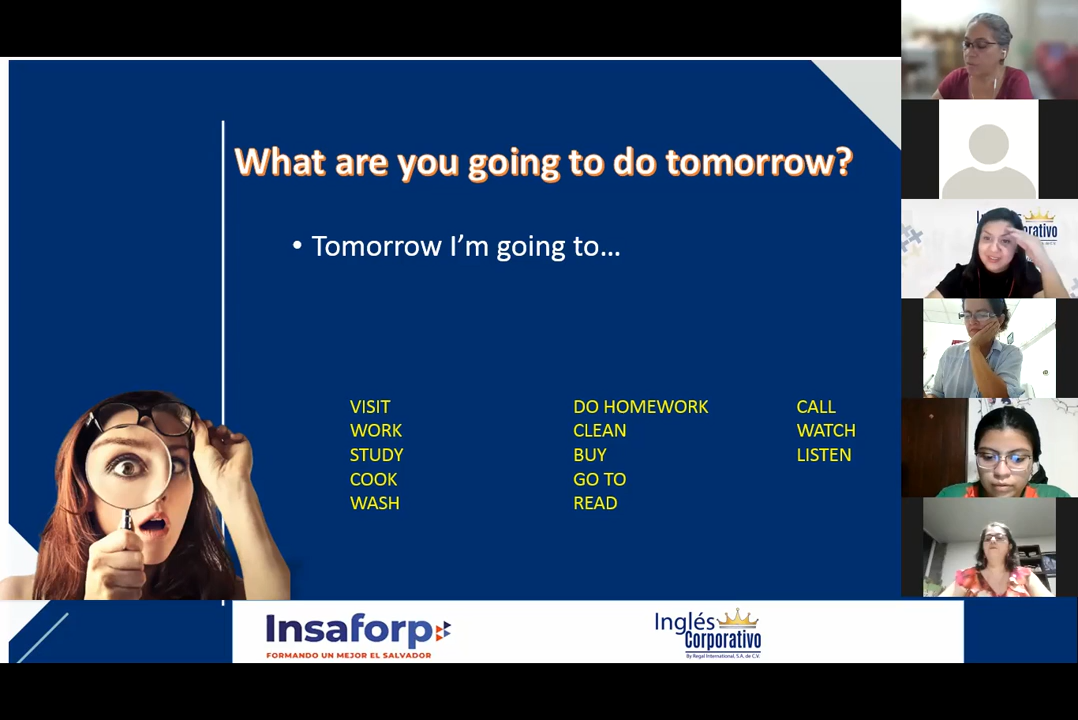 What are you going to do tomorrow?
• Tomorrow I'm going to…
VISIT
WORK
STUDY
COOK
WASH
DO HOMEWORK
CLEAN
BUY
GO TO
READ
CALL
WATCH
LISTEN
Insaforp
FORMANDO UN MEJOR EL SALVADOR
Inglés
Corporativo
By Regal International, S.A. de C.V.